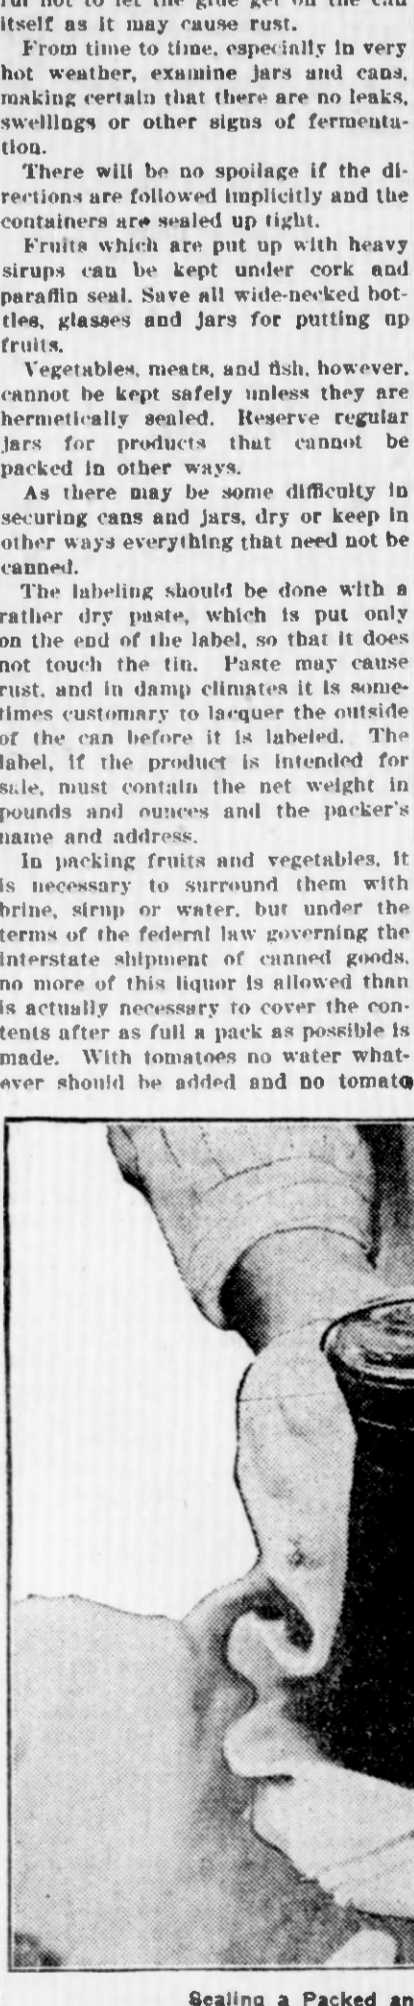 ful not to let the glue get on the can
itself as it may cause rust.
From time to time, especially in very
hot weather, examine jars and cans,
making certain that there are no leaks,
swellings or other signs of fermenta-
tion.
There will be no spoilage if the di-
rections are followed implicitly and the
containers are sealed up tight.
Fruits which are put up with heavy
sirups can be kept under cork and
paraffin seal. Save all wide-necked bot-
tles, glasses and jars for putting up
fruits.
Vegetables, meats, and fish, however,
cannot be kept safely unless they are
hermetically sealed. Reserve regular
jars for products that cannot be
packed in other ways.
As there may be some difficulty in
securing cans and jars, dry or keep in
other ways everything that need not be
canned.
The labeling should be done with a
rather dry paste, which is put only
on the end of the label, so that it does
not touch the tin. Paste may cause
rust, and in damp climates it is some-
times customary to lacquer the outside
of the can before it is labeled. The
label, if the product is intended for
sale, must contain the net weight in
pounds and ounces and the packer's
name and address.
In packing fruits and vegetables, it
is necessary to surround them with
brine, sirup or water, but under the
terms of the federal law governing the
interstate shipment of canned goods,
no more of this liquor is allowed than
is actually necessary to cover the con-
tents after as full a pack as possible is
made. With tomatoes no water what-
ever should be added and no tomato
Sealing a Packed an